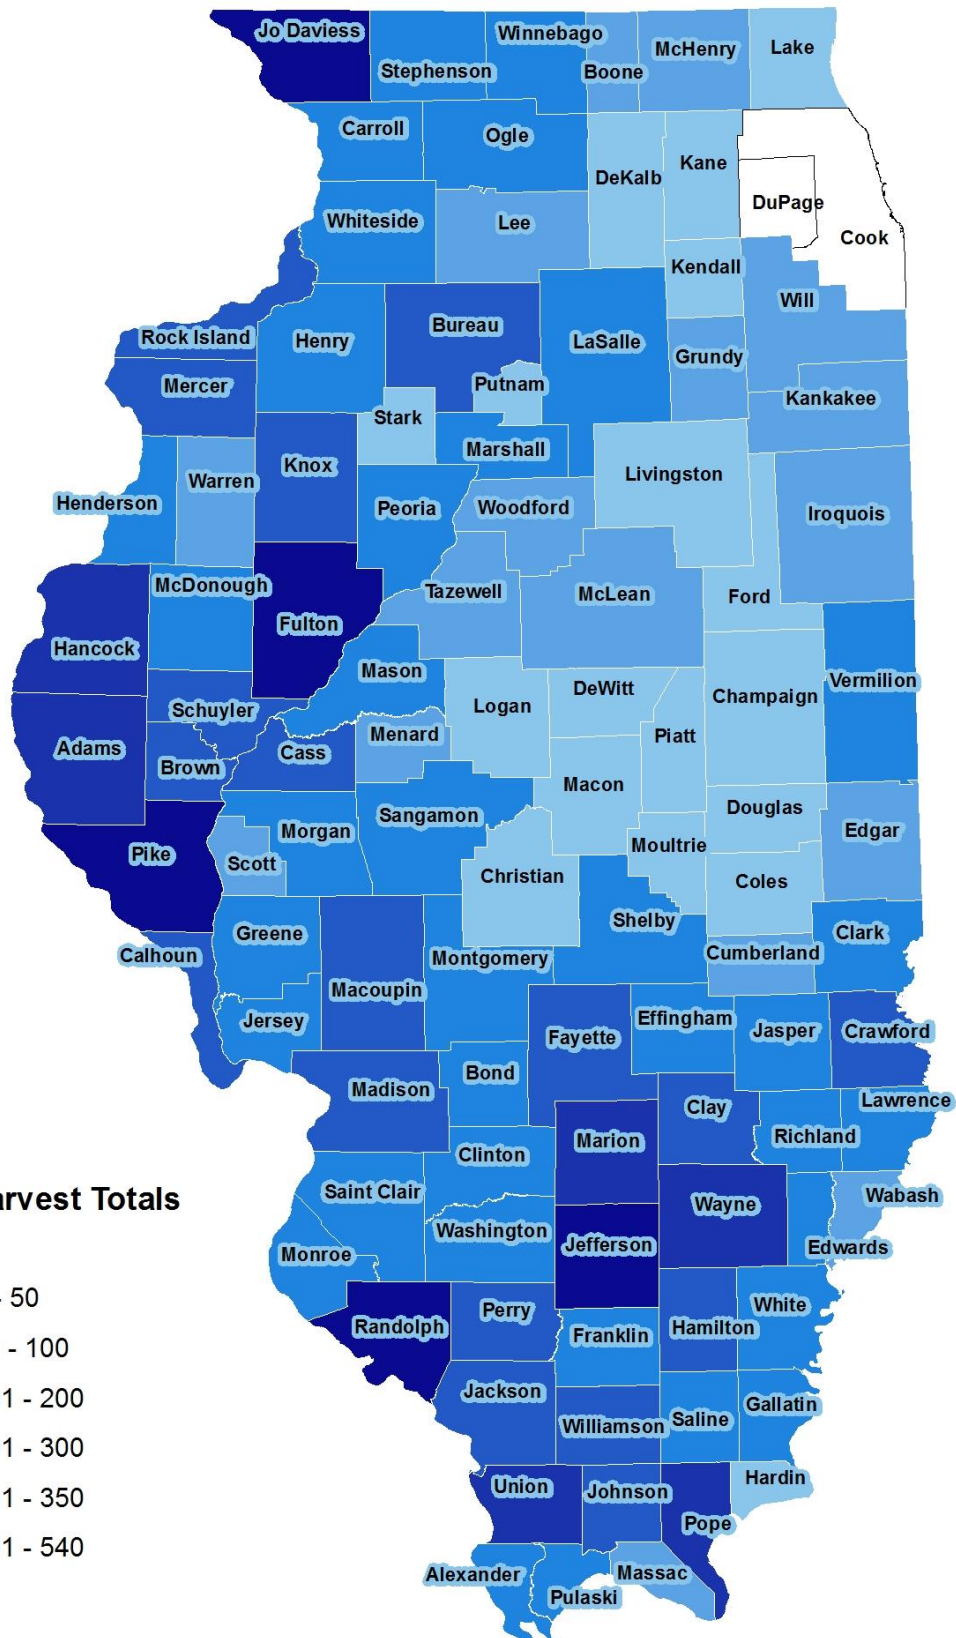 Jo Daviess
Stephenson
Winnebago
Boone
McHenry
Lake
Carroll
Ogle
DeKalb
Kane
DuPage
Cook
Whiteside
Lee
Kendall
Will
Rock Island
Henry
Bureau
LaSalle
Grundy
Mercer
Putnam
Kankakee
Stark
Knox
Marshall
Warren
Livingston
Henderson
Peoria
Woodford
Iroquois
McDonough
Tazewell
McLean
Ford
Fulton
Hancock
Mason
Vermilion
Schuyler
Logan
DeWitt
Champaign
Adams
Brown
Cass
Menard
Piatt
Macon
Douglas
Sangamon
Morgan
Edgar
Pike
Scott
Moultrie
Christian
Coles
Shelby
Greene
Clark
Calhoun
Montgomery
Cumberland
Macoupin
Jersey
Effingham
Fayette
Jasper
Crawford
Bond
Madison
Clay
Lawrence
Marion
Richland
Clinton
arvest Totals
Saint Clair
Wayne
Wabash
Washington
Jefferson
Edwards
Monroe
- 50
Randolph
Perry
White
Franklin
Hamilton
- 100
1 - 200
Jackson
Williamson
Saline
Gallatin
1 - 300
Union
Johnson
Hardin
1 - 350
Pope
1 - 540
Alexander
Pulaski
Massac